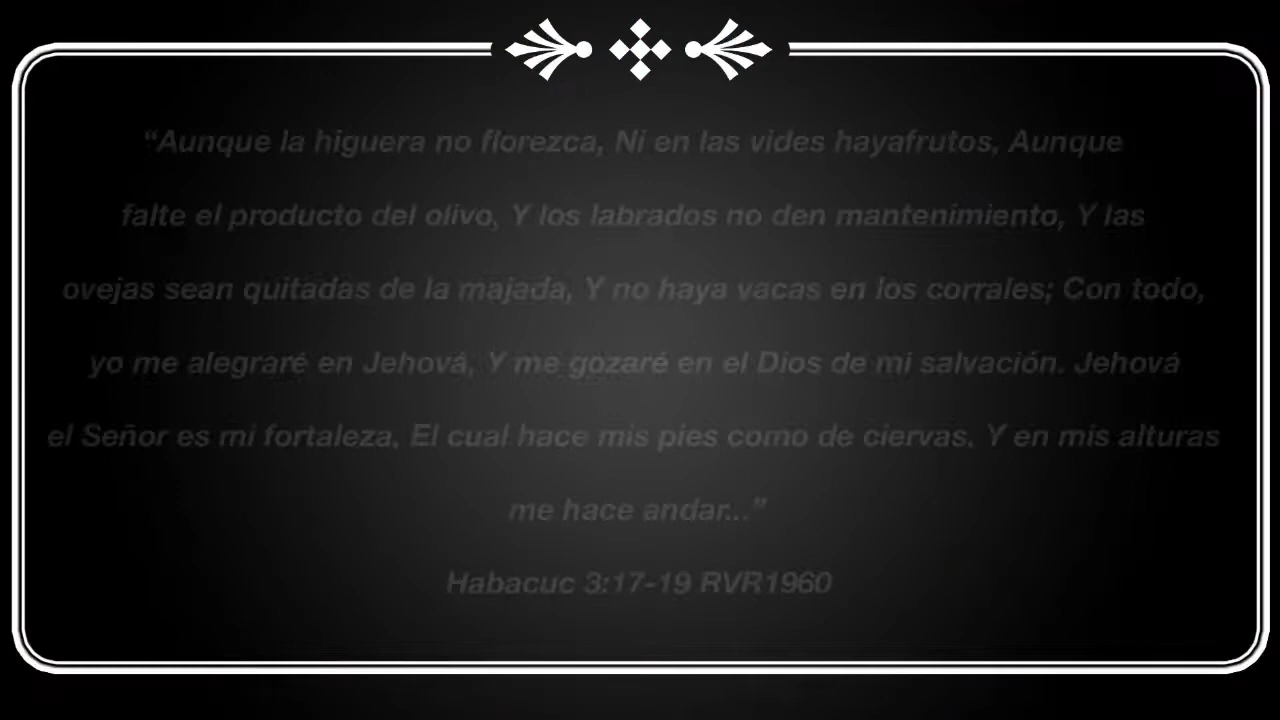 “Aunque la higuera no florezca, Ni en las vides hayafrutos, Aunque
falte el producto del olivo, Y los labrados no den mantenimiento, Y las
ovejas sean quitadas de la majada, Y no haya vacas en los corrales; Con todo,
yo me alegraré en Jehová, Y me gozaré en el Dios de mi salvación. Jehová
el Señor es mi fortaleza, El cual hace mis pies como de ciervas, Y en mis alturas
me hace andar...”
Habacuc 3:17-19 RVR1960